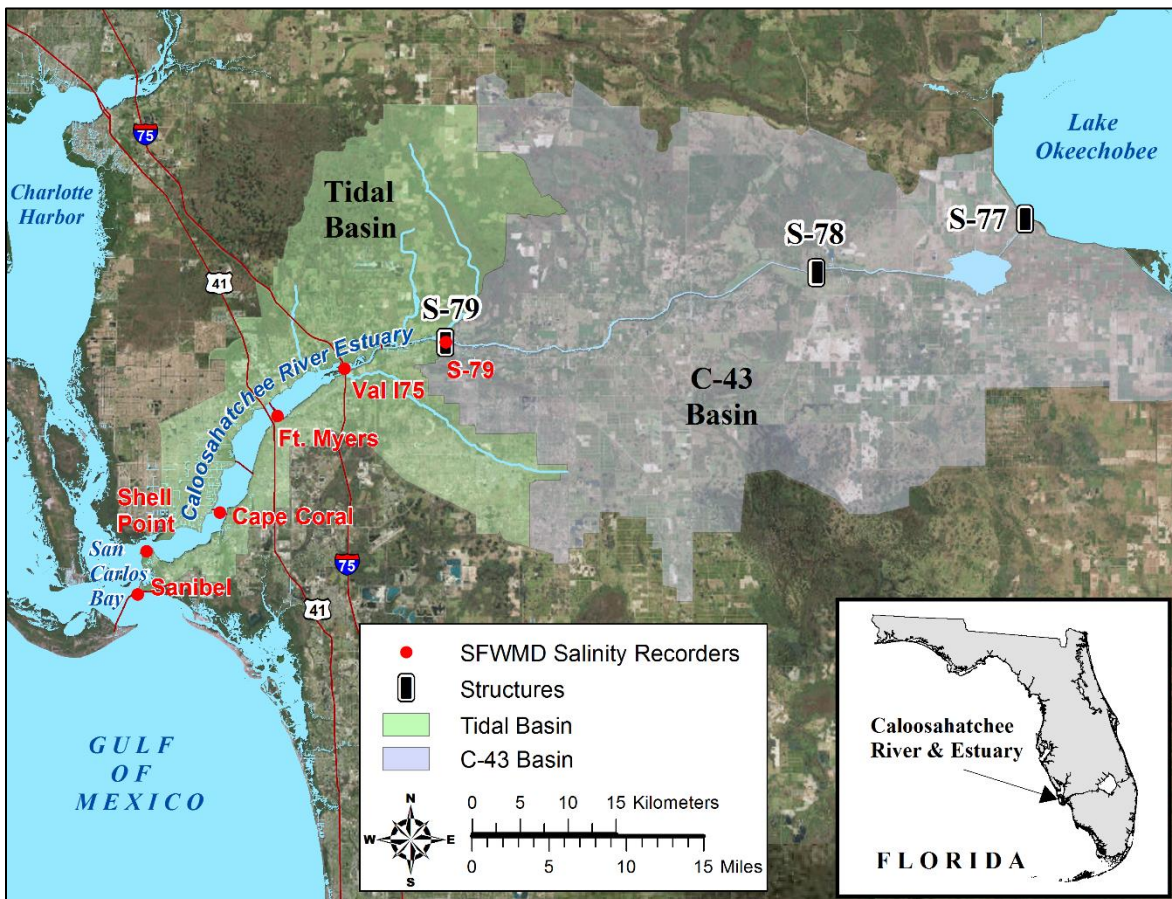 75
Lake
Okeechobee
Charlotte
Harbor
Tidal
Basin
S-77
S-78
41
S-79
S-79
Caloosahatchee River Estuary
Val I75
C-43
Basin
Ft. Myers
Shell
Point
Cape Coral
San
Carlos
Bay
Sanibel
75
41
GULF
OF
MEXICO
SFWMD Salinity Recorders
Structures
Tidal Basin
C-43 Basin
N
W E
S
0 5 10 15 Kilometers
0 5 10 15 Miles
Caloosahatchee
River & Estuary
FLORIDA